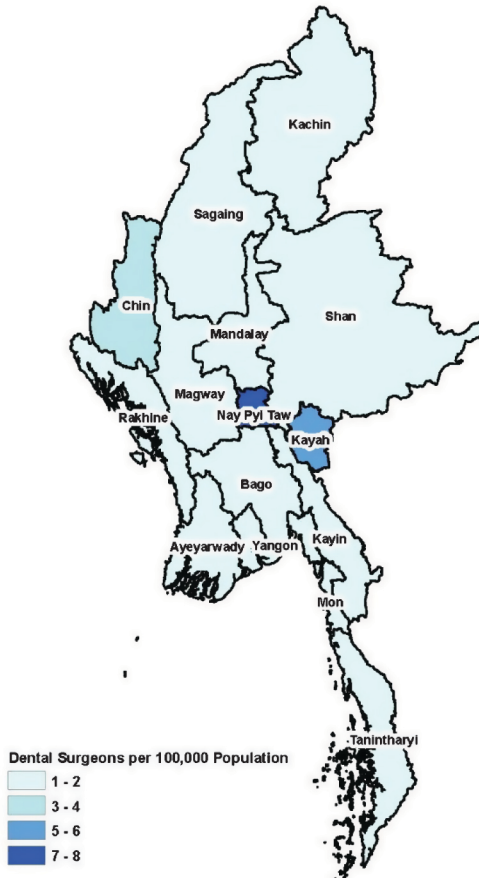 Kachin
Sagaing
Chin
Shan
Mandalay
Magway
Nay Pyi Taw
Rakhine
Kayah
Bago
Ayeyarwady
Yangon
Kayin
Mon
Tanintharyi
Dental Surgeons per 100,000 Population
1 - 2
3 - 4
5 - 6
7 - 8